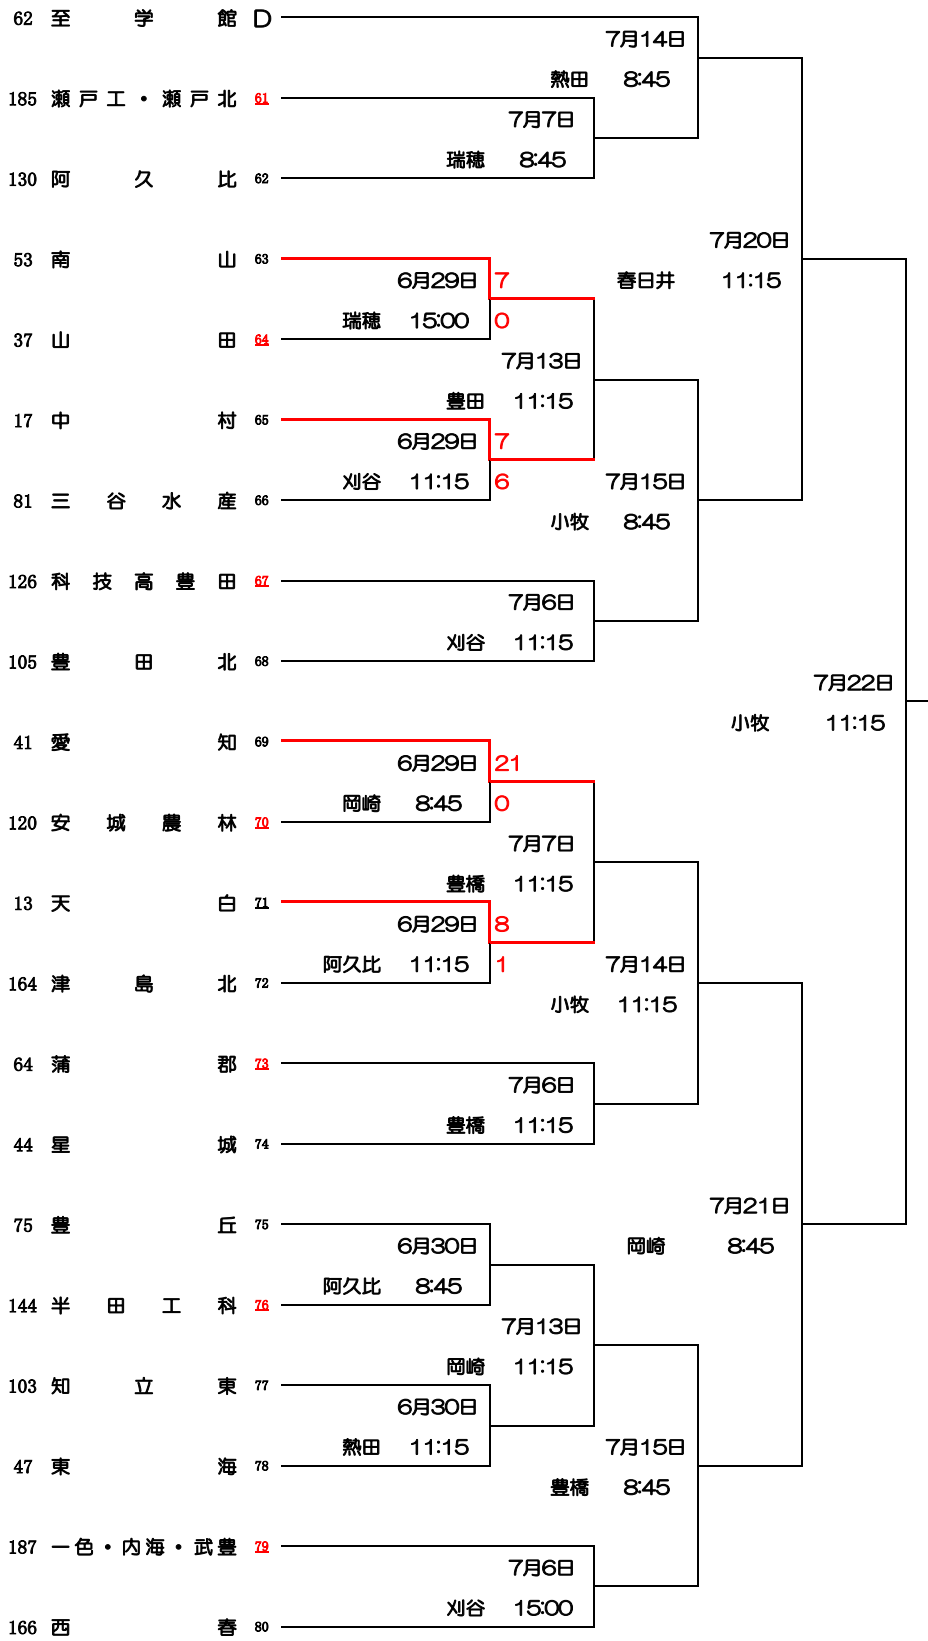 62 至学館 D
7月14日
熱田 8:45
185 瀬戸工・瀬戸北 61
7月7日
瑞穂 8:45
130 阿久比 62
7月20日
春日井 11:15
53 南山 63
6月29日 7
瑞穂 15:00 0
37 山田 64
7月13日
豊田 11:15
17 中村 65
6月29日 7
刈谷 11:15 6
81 三谷水産 66
7月15日
小牧 8:45
126 科技高豊田 67
7月6日
刈谷 11:15
105 豊田北 68
7月22日
小牧 11:15
41 愛知 69
6月29日 21
岡崎 8:45 0
120 安城農林 70
7月7日
豊橋 11:15
13 天白 71
6月29日 8
阿久比 11:15 1
164 津島北 72
7月14日
小牧 11:15
64 蒲郡 73
7月6日
豊橋 11:15
44 星城 74
7月21日
岡崎 8:45
75 豊丘 75
6月30日
阿久比 8:45
144 半田工科 76
7月13日
岡崎 11:15
103 知立東 77
6月30日
熱田 11:15
47 東海 78
7月15日
豊橋 8:45
187 一色・内海・武豊 79
7月6日
刈谷 15:00
166 西春 80